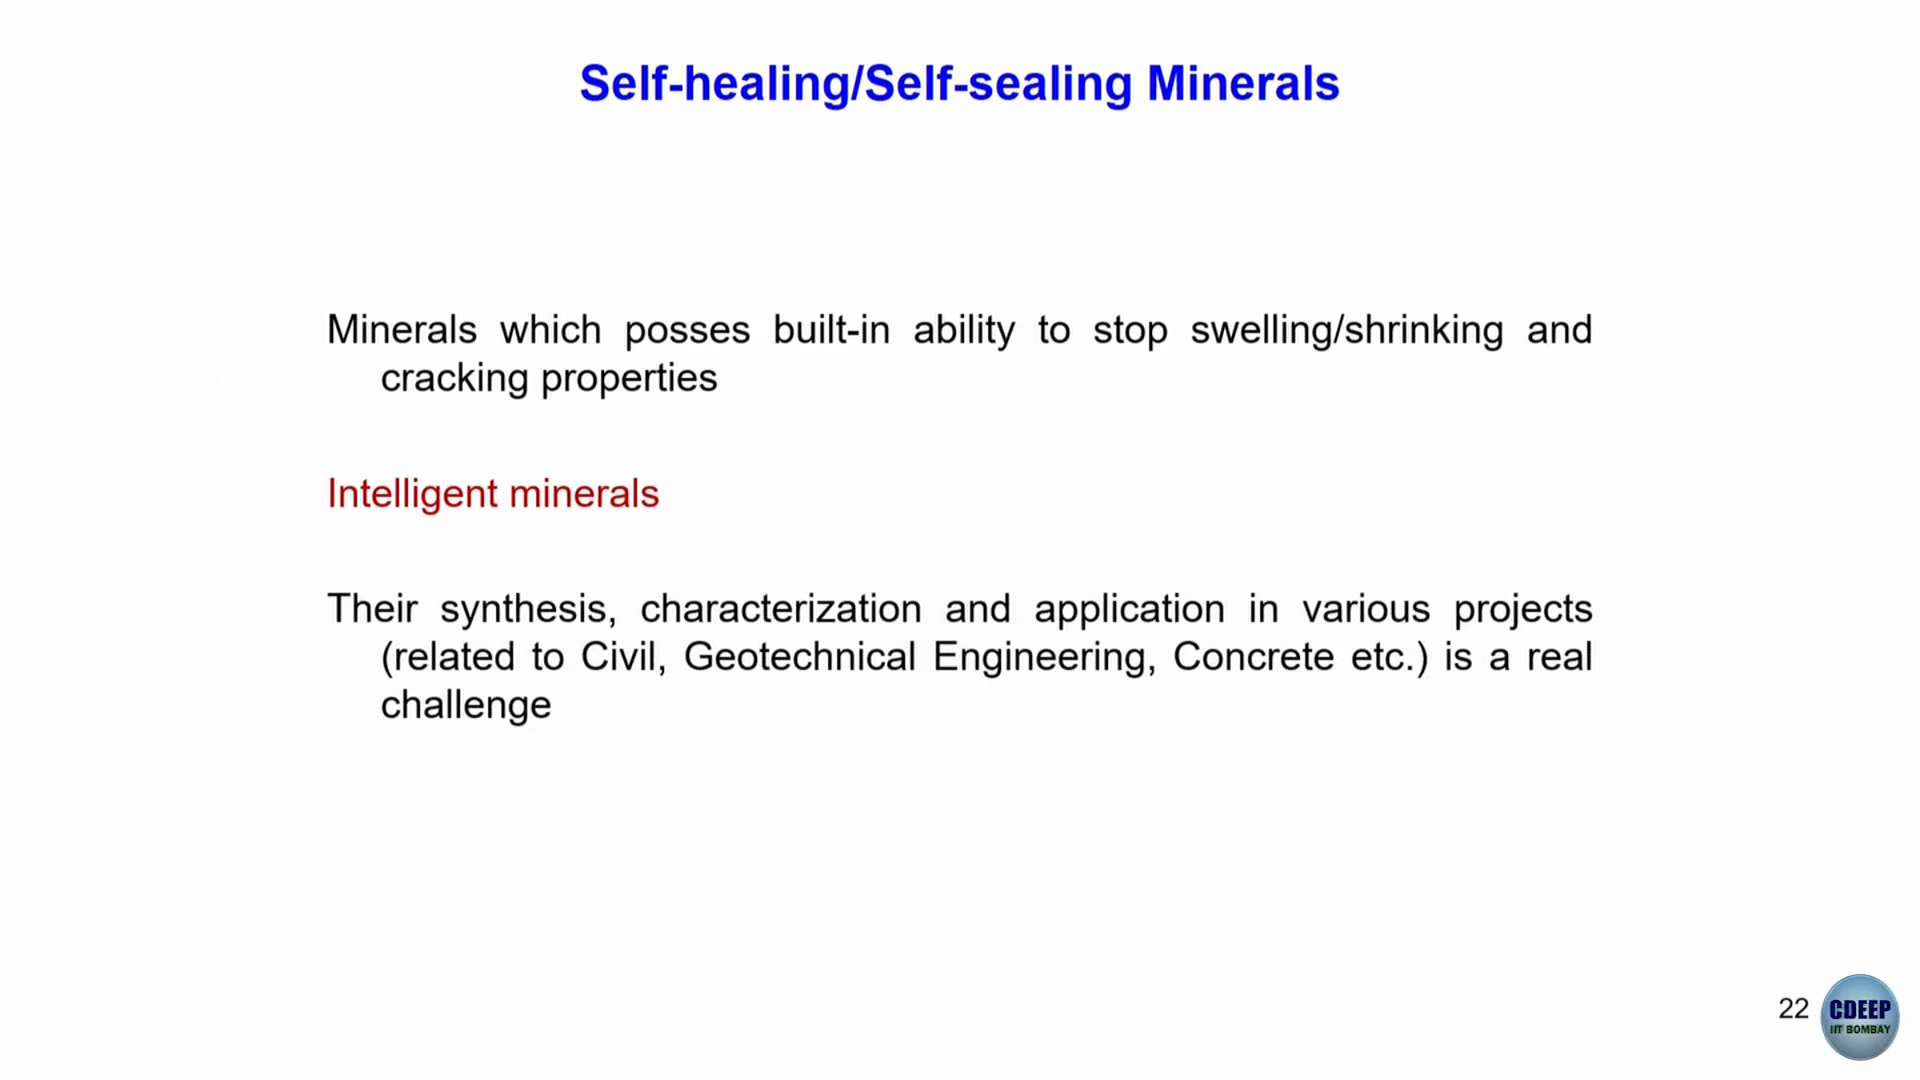 Self-healing/Self-sealing Minerals
Minerals which posses built-in ability to stop swelling/shrinking and
cracking properties
Intelligent minerals
Their synthesis, characterization and application in various projects
(related to Civil, Geotechnical Engineering, Concrete etc.) is a real
challenge
22
CDEEP
IIT BOMBAY